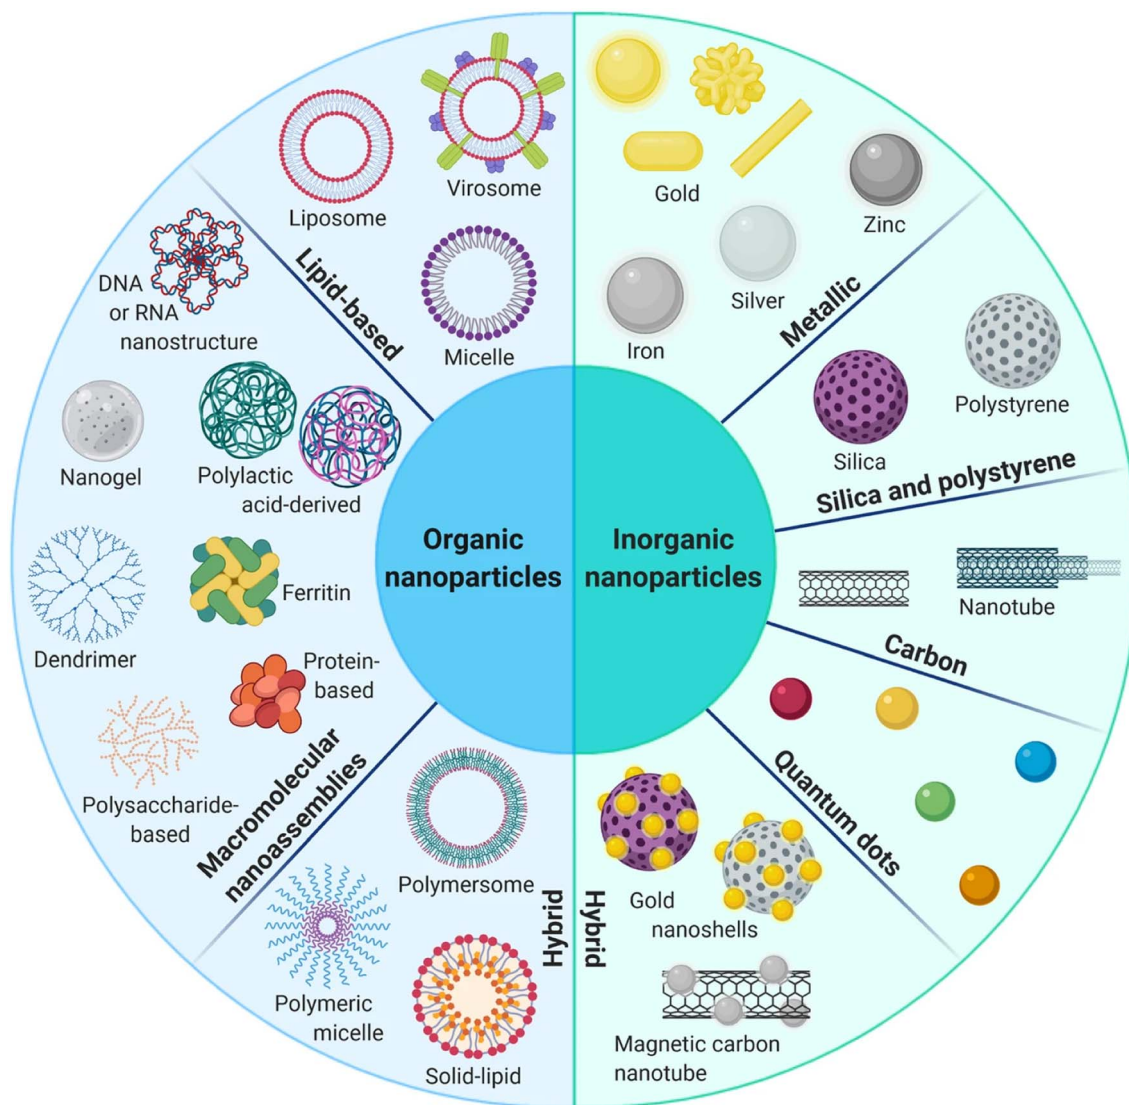 Organic
nanoparticles
Inorganic
nanoparticles
Lipid-based
Liposome
Virosome
Micelle
DNA
or RNA
nanostructure
Nanogel
Polylactic
acid-derived
Dendrimer
Ferritin
Protein-
based
Polysaccharide-
based
Macromolecular
nanoassemblies
Polymersome
Polymeric
micelle
Solid-lipid
Hybrid
Gold
Zinc
Silver
Iron
Metallic
Polystyrene
Silica
Silica and polystyrene
Nanotube
Carbon
Quantum dots
Gold
nanoshells
Magnetic carbon
nanotube
Hybrid